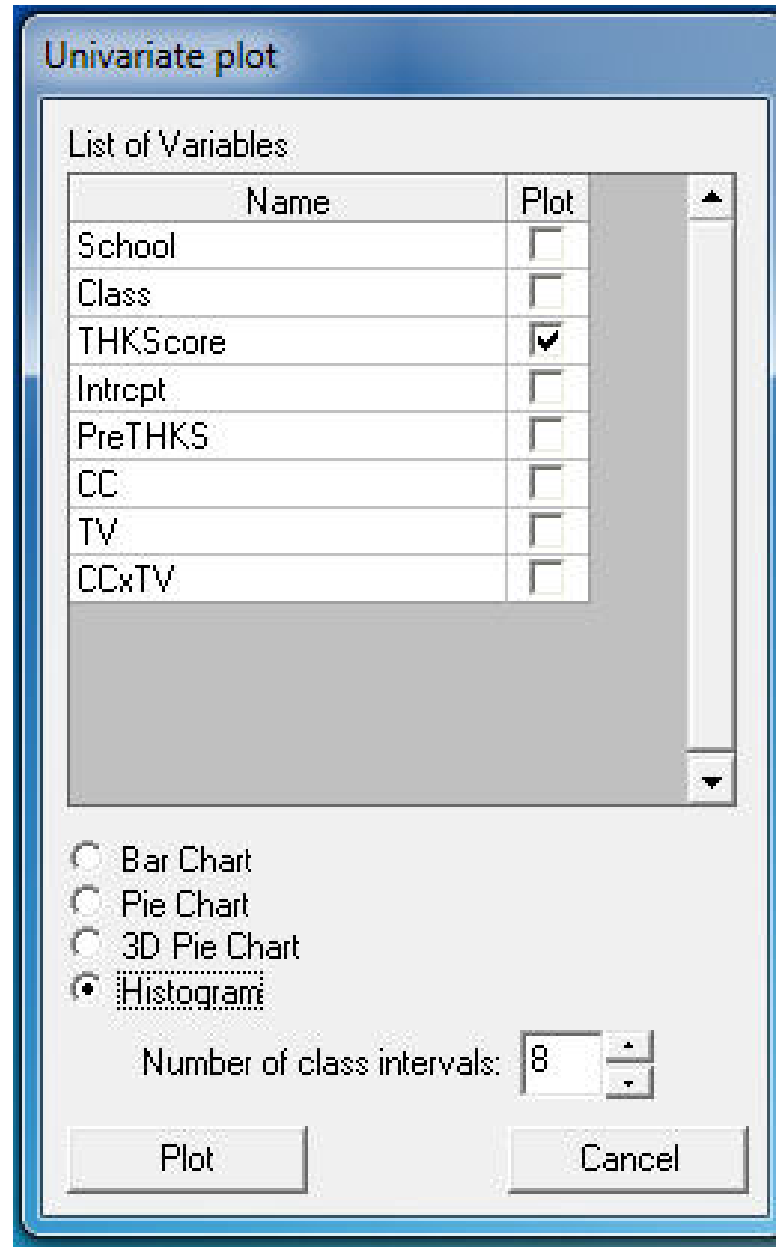 Univariate plot
List of Variables
Name Plot
School
Class
THKScore
Intrcpt
PreTHKS
CC
TV
CCxTV
Bar Chart
Pie Chart
3D Pie Chart
Histogram
Number of class intervals: 8
Plot Cancel